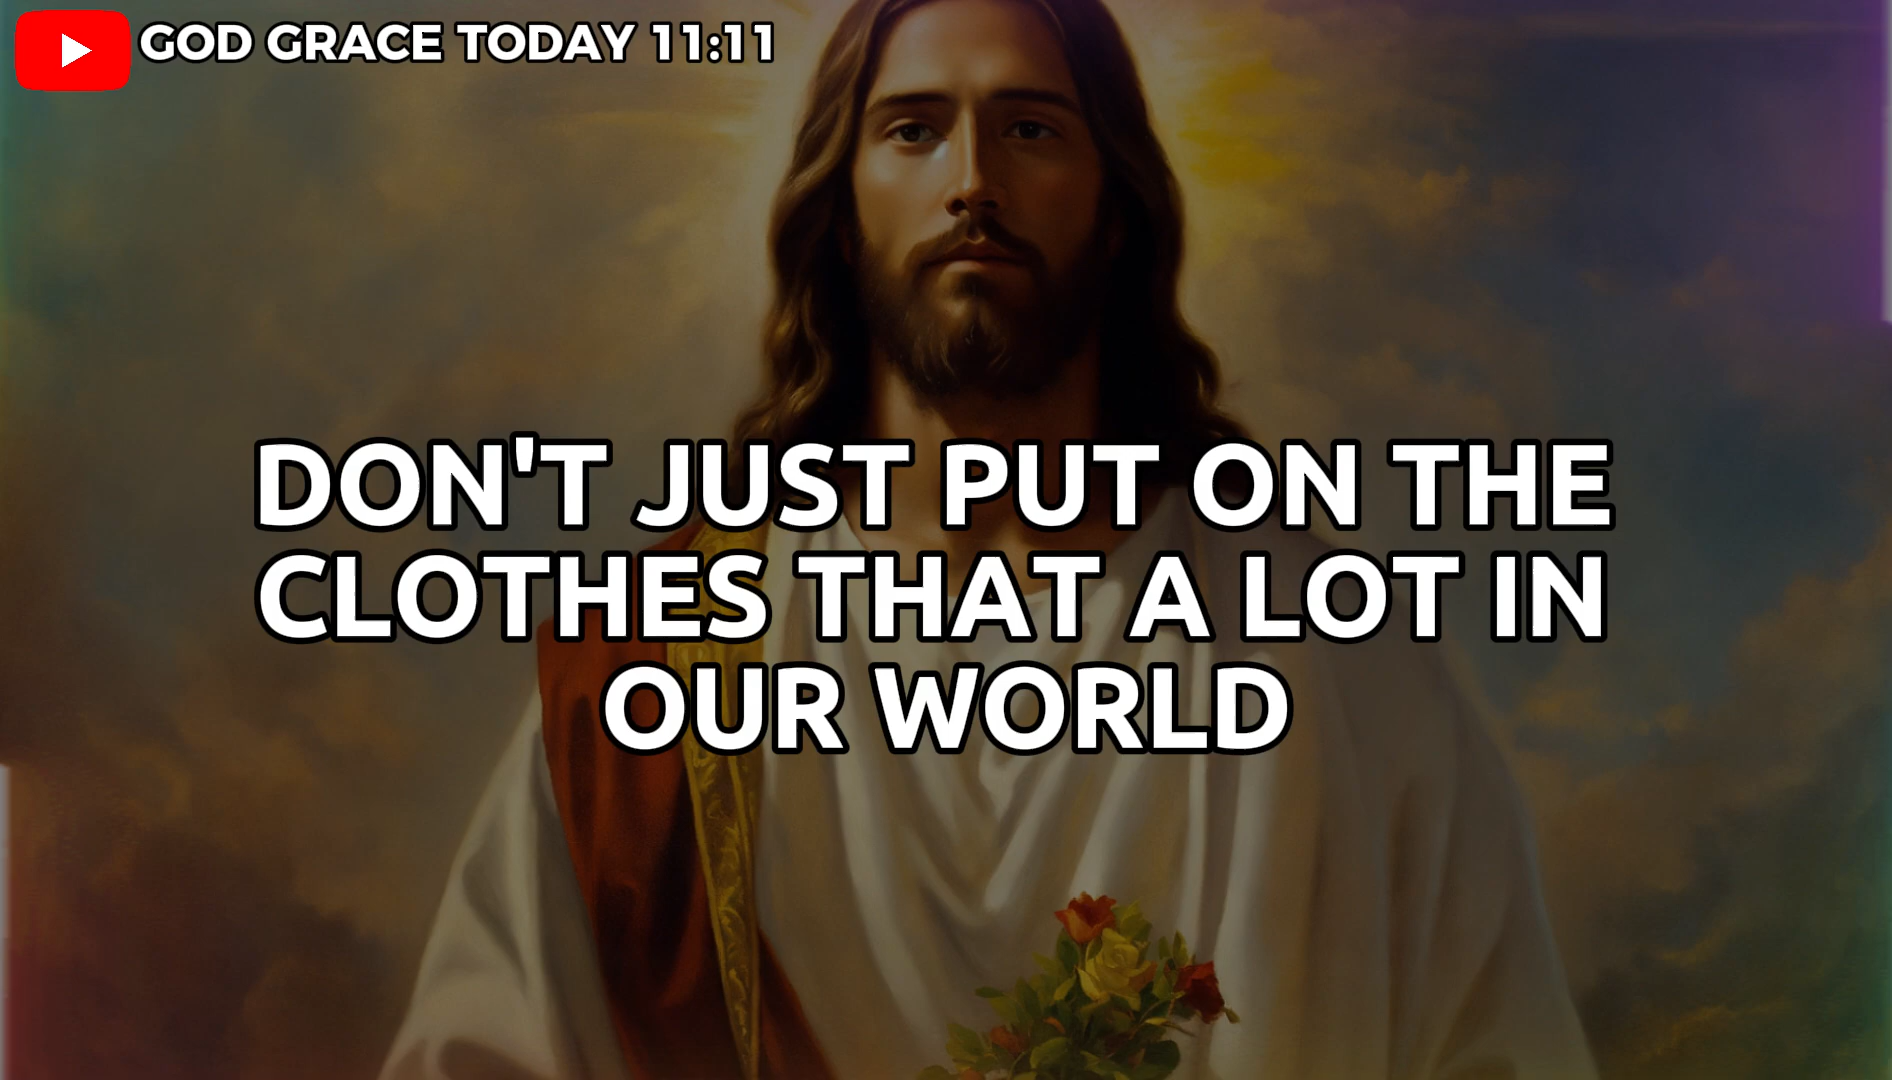 GOD GRACE TODAY 11:11
DON'T JUST PUT ON THE
CLOTHES THAT A LOT IN
OUR WORLD